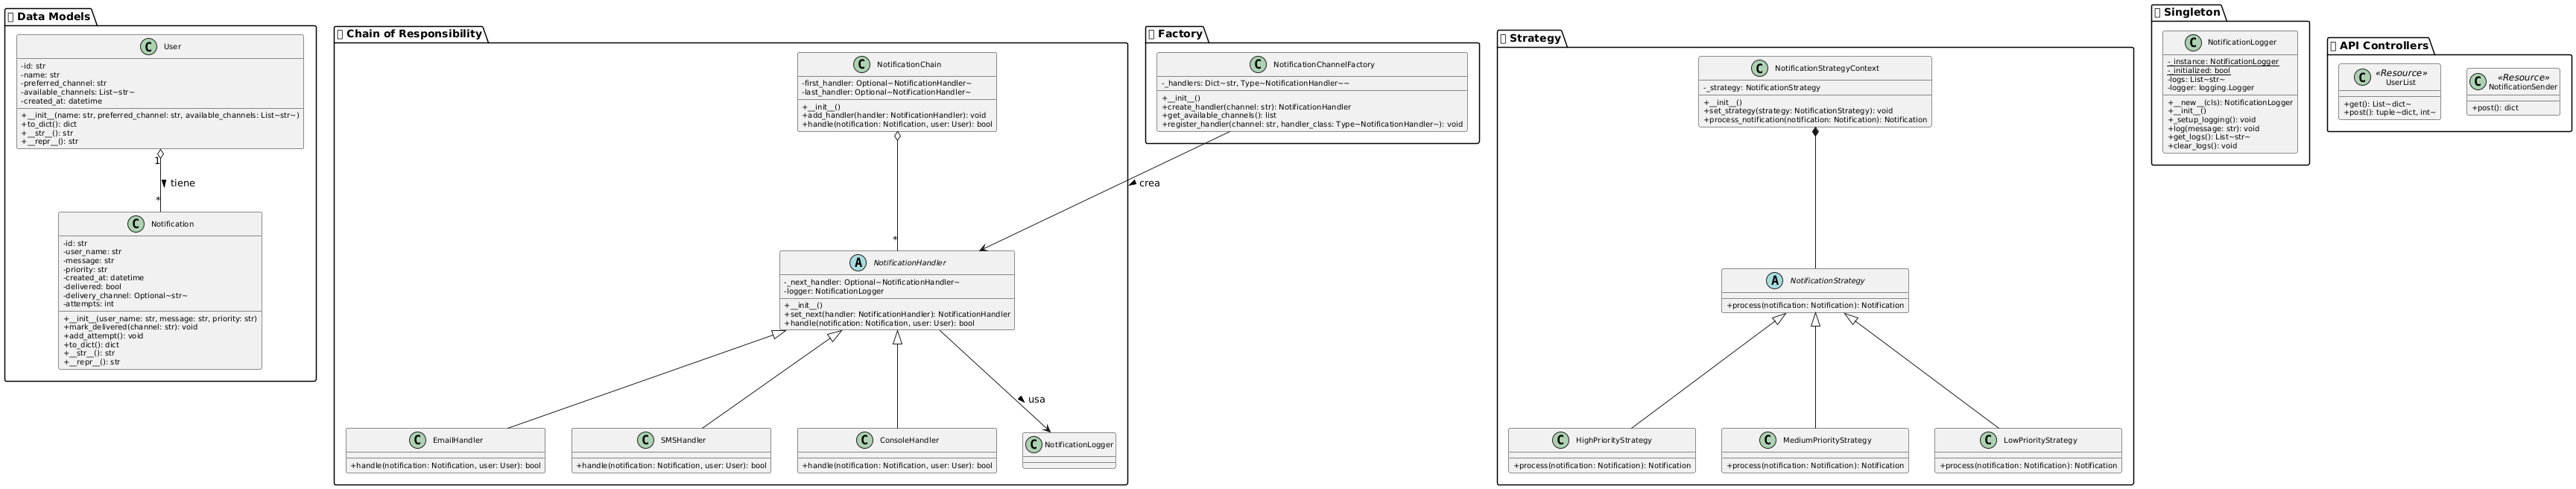 Data Models
User
-id: str
-name: str
-preferred_channel: str
-available_channels: List~str~
-created_at: datetime
+__init__(name: str, preferred_channel: str, available_channels: List~str~)
+to_dict(): dict
+__str__(): str
+__repr__(): str
1
tiene
*
Notification
-id: str
-user_name: str
-message: str
-priority: str
-created_at: datetime
-delivered: bool
-delivery_channel: Optional~str~
-attempts: int
+__init__(user_name: str, message: str, priority: str)
+mark_delivered(channel: str): void
+add_attempt(): void
+to_dict(): dict
+__str__(): str
+__repr__(): str
Chain of Responsibility
NotificationChain
-first_handler: Optional~NotificationHandler~
-last_handler: Optional~NotificationHandler~
+__init__()
+add_handler(handler: NotificationHandler): void
+handle(notification: Notification, user: User): bool
*
NotificationHandler
-_next_handler: Optional~NotificationHandler~
-logger: NotificationLogger
+__init__()
+set_next(handler: NotificationHandler): NotificationHandler
+handle(notification: Notification, user: User): bool
usa
EmailHandler
+handle(notification: Notification, user: User): bool
SMSHandler
+handle(notification: Notification, user: User): bool
ConsoleHandler
+handle(notification: Notification, user: User): bool
NotificationLogger
Factory
NotificationChannelFactory
-_handlers: Dict~str, Type~NotificationHandler~~
+__init__()
+create_handler(channel: str): NotificationHandler
+get_available_channels(): list
+register_handler(channel: str, handler_class: Type~NotificationHandler~): void
crea
Strategy
NotificationStrategyContext
-_strategy: NotificationStrategy
+__init__()
+set_strategy(strategy: NotificationStrategy): void
+process_notification(notification: Notification): Notification
NotificationStrategy
+process(notification: Notification): Notification
HighPriorityStrategy
+process(notification: Notification): Notification
MediumPriorityStrategy
+process(notification: Notification): Notification
LowPriorityStrategy
+process(notification: Notification): Notification
Singleton
NotificationLogger
-_instance: NotificationLogger
-_initialized: bool
-logs: List~str~
-logger: logging.Logger
+__new__(cls): NotificationLogger
+__init__()
+_setup_logging(): void
+log(message: str): void
+get_logs(): List~str~
+clear_logs(): void
API Controllers
«Resource»
UserList
+get(): List~dict~
+post(): tuple~dict, int~
«Resource»
NotificationSender
+post(): dict